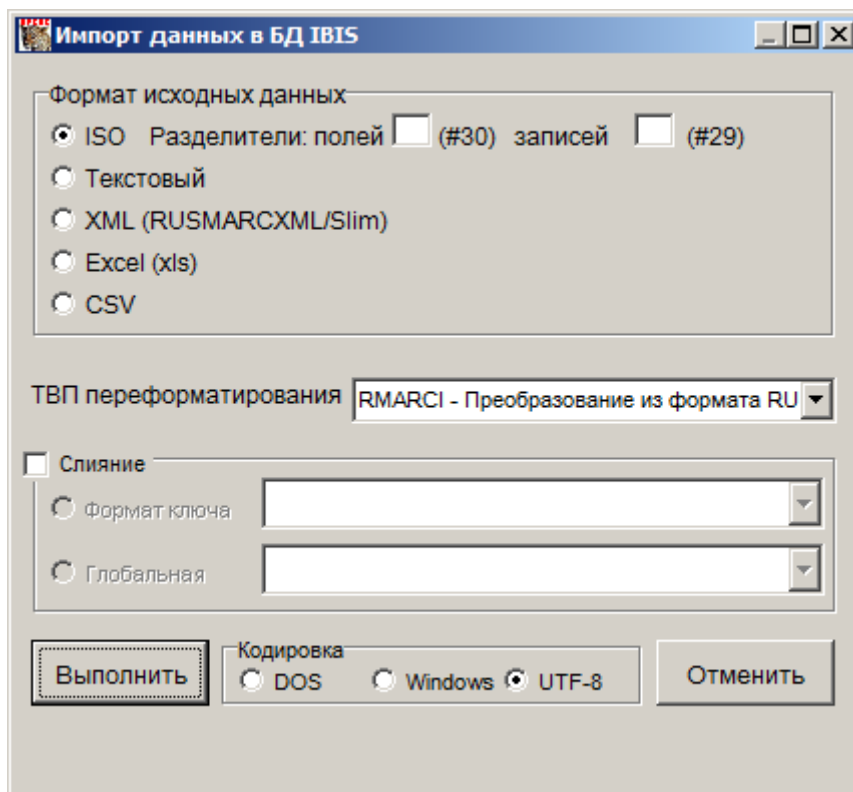 Импорт данных в БД IBIS
Формат исходных данных
ISO Разделители: полей (#30) записей (#29)
Текстовый
XML (RUSMARCXML/Slim)
Excel (xls)
CSV
ТВП переформатирования RMARCI - Преобразование из формата RU
Слияние
Формат ключа
Глобальная
Выполнить
Кодировка
DOS Windows UTF-8
Отменить